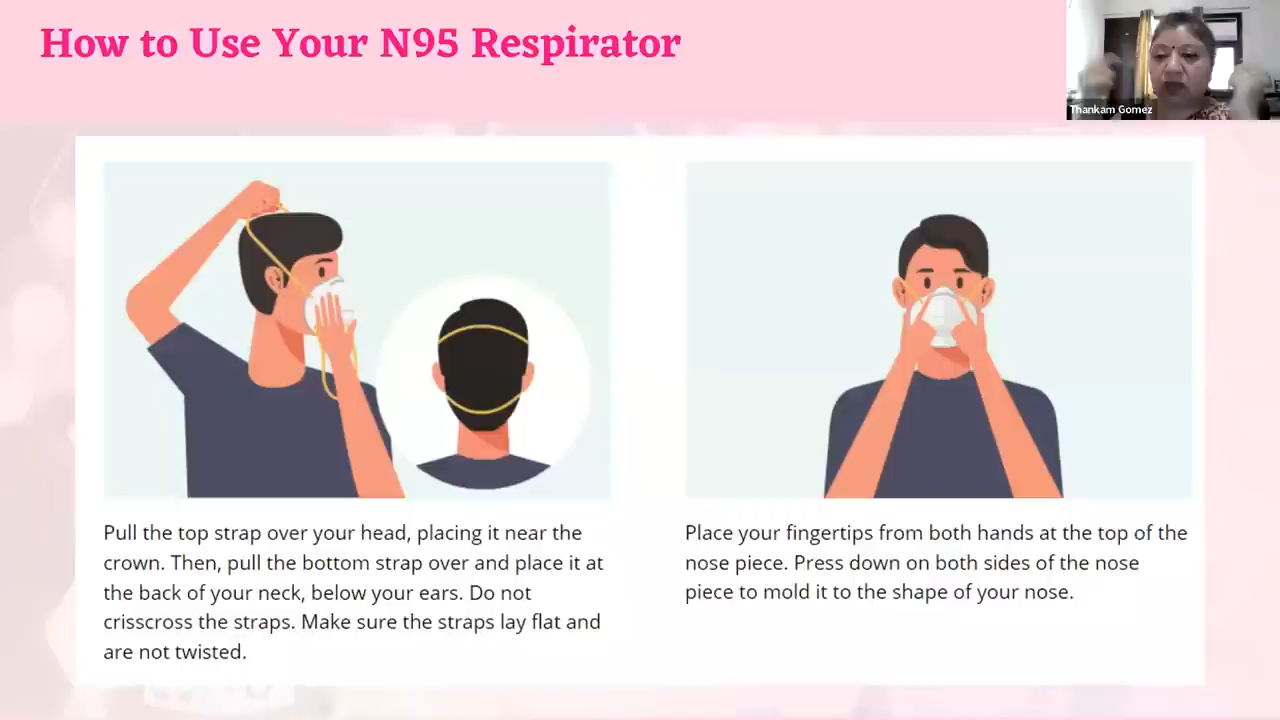 How to Use Your N95 Respirator
Thankam Gomez
Pull the top strap over your head, placing it near the
crown. Then, pull the bottom strap over and place it at
the back of your neck, below your ears. Do not
crisscross the straps. Make sure the straps lay flat and
are not twisted.
Place your fingertips from both hands at the top of the
nose piece. Press down on both sides of the nose
piece to mold it to the shape of your nose.